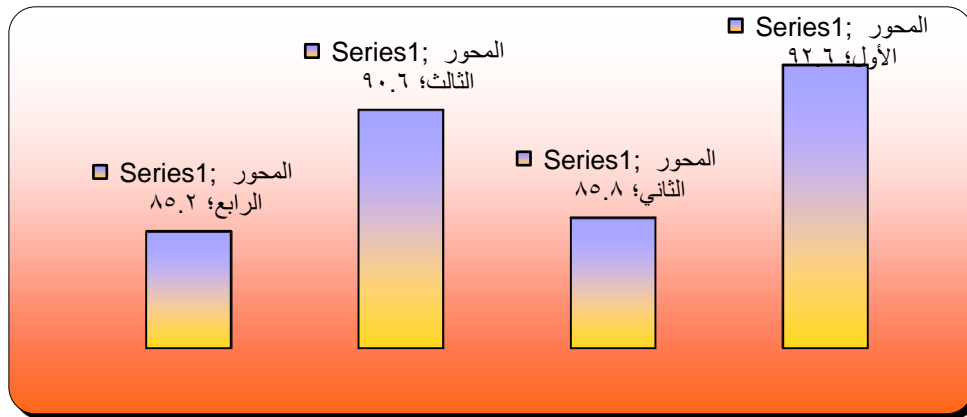 Series1; المحور
الأول؛ ٩٢.٦
Series1; المحور
الثاني؛ ٨٥.٨
Series1; المحور
الثالث؛ ٩٠.٦
Series1; المحور
الرابع؛ ٨٥.٢